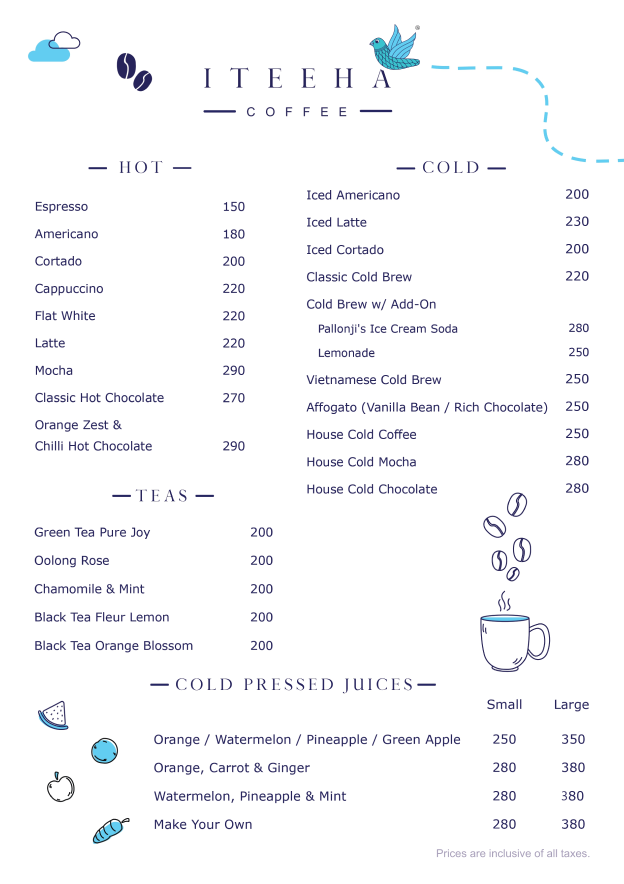 ITEEHA
COFFEE
HOT
Espresso 150
Americano 180
Cortado 200
Cappuccino 220
Flat White 220
Latte 220
Mocha 290
Classic Hot Chocolate 270
Orange Zest &
Chilli Hot Chocolate 290
TEAS
Green Tea Pure Joy 200
Oolong Rose 200
Chamomile & Mint 200
Black Tea Fleur Lemon 200
Black Tea Orange Blossom 200
COLD
Iced Americano 200
Iced Latte 230
Iced Cortado 200
Classic Cold Brew 220
Cold Brew w/ Add-On
Pallonji's Ice Cream Soda 280
Lemonade 250
Vietnamese Cold Brew 250
Affogato (Vanilla Bean / Rich Chocolate) 250
House Cold Coffee 250
House Cold Mocha 280
House Cold Chocolate 280
COLD PRESSED JUICES
Small Large
Orange / Watermelon / Pineapple / Green Apple 250 350
Orange, Carrot & Ginger 280 380
Watermelon, Pineapple & Mint 280 380
Make Your Own 280 380
Prices are inclusive of all taxes.